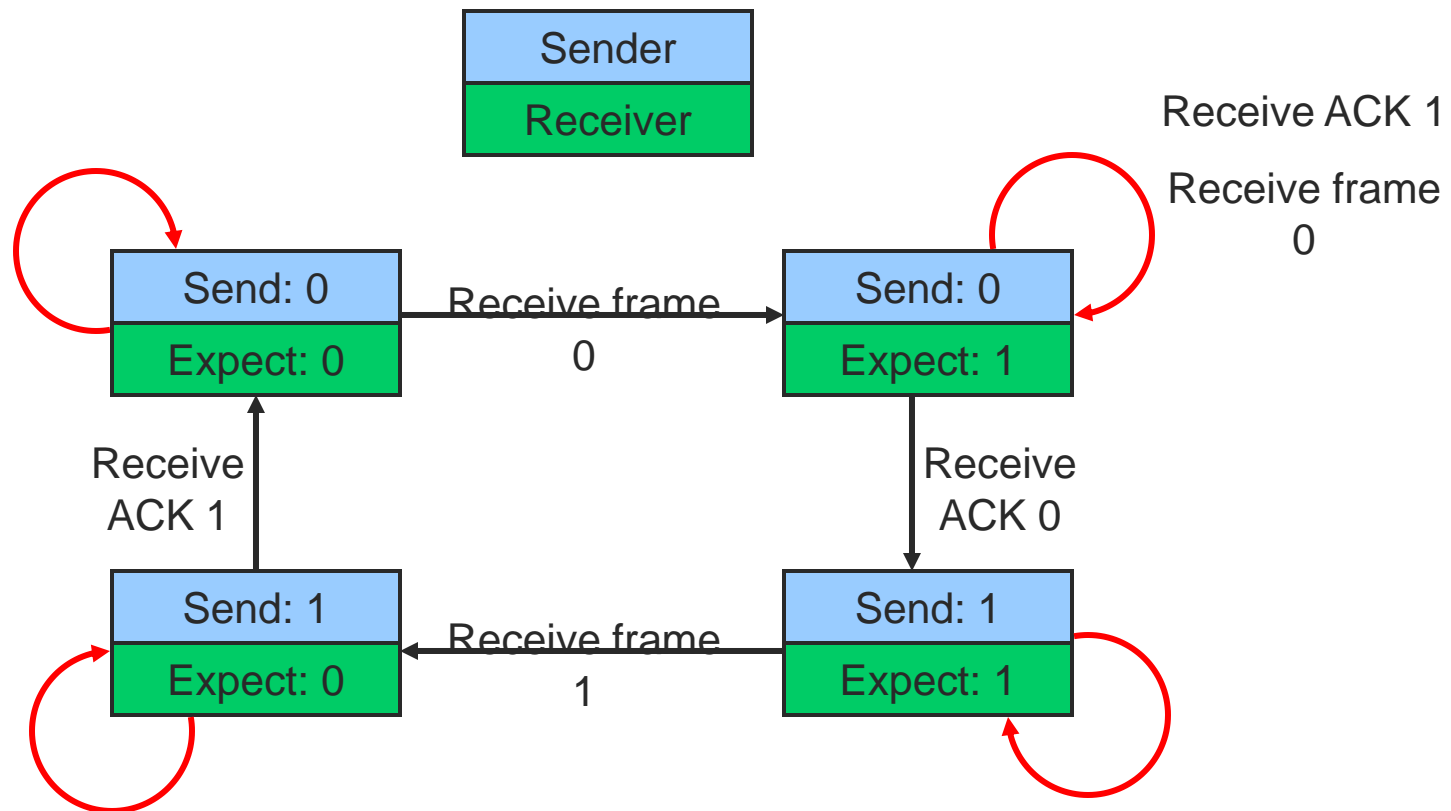 Sender
Receiver
Receive ACK 1
Receive frame
0
Send: 0
Expect: 0
Receive frame
0
Send: 0
Expect: 1
Receive
ACK 1
Receive
ACK 0
Send: 1
Expect: 0
Receive frame
1
Send: 1
Expect: 1